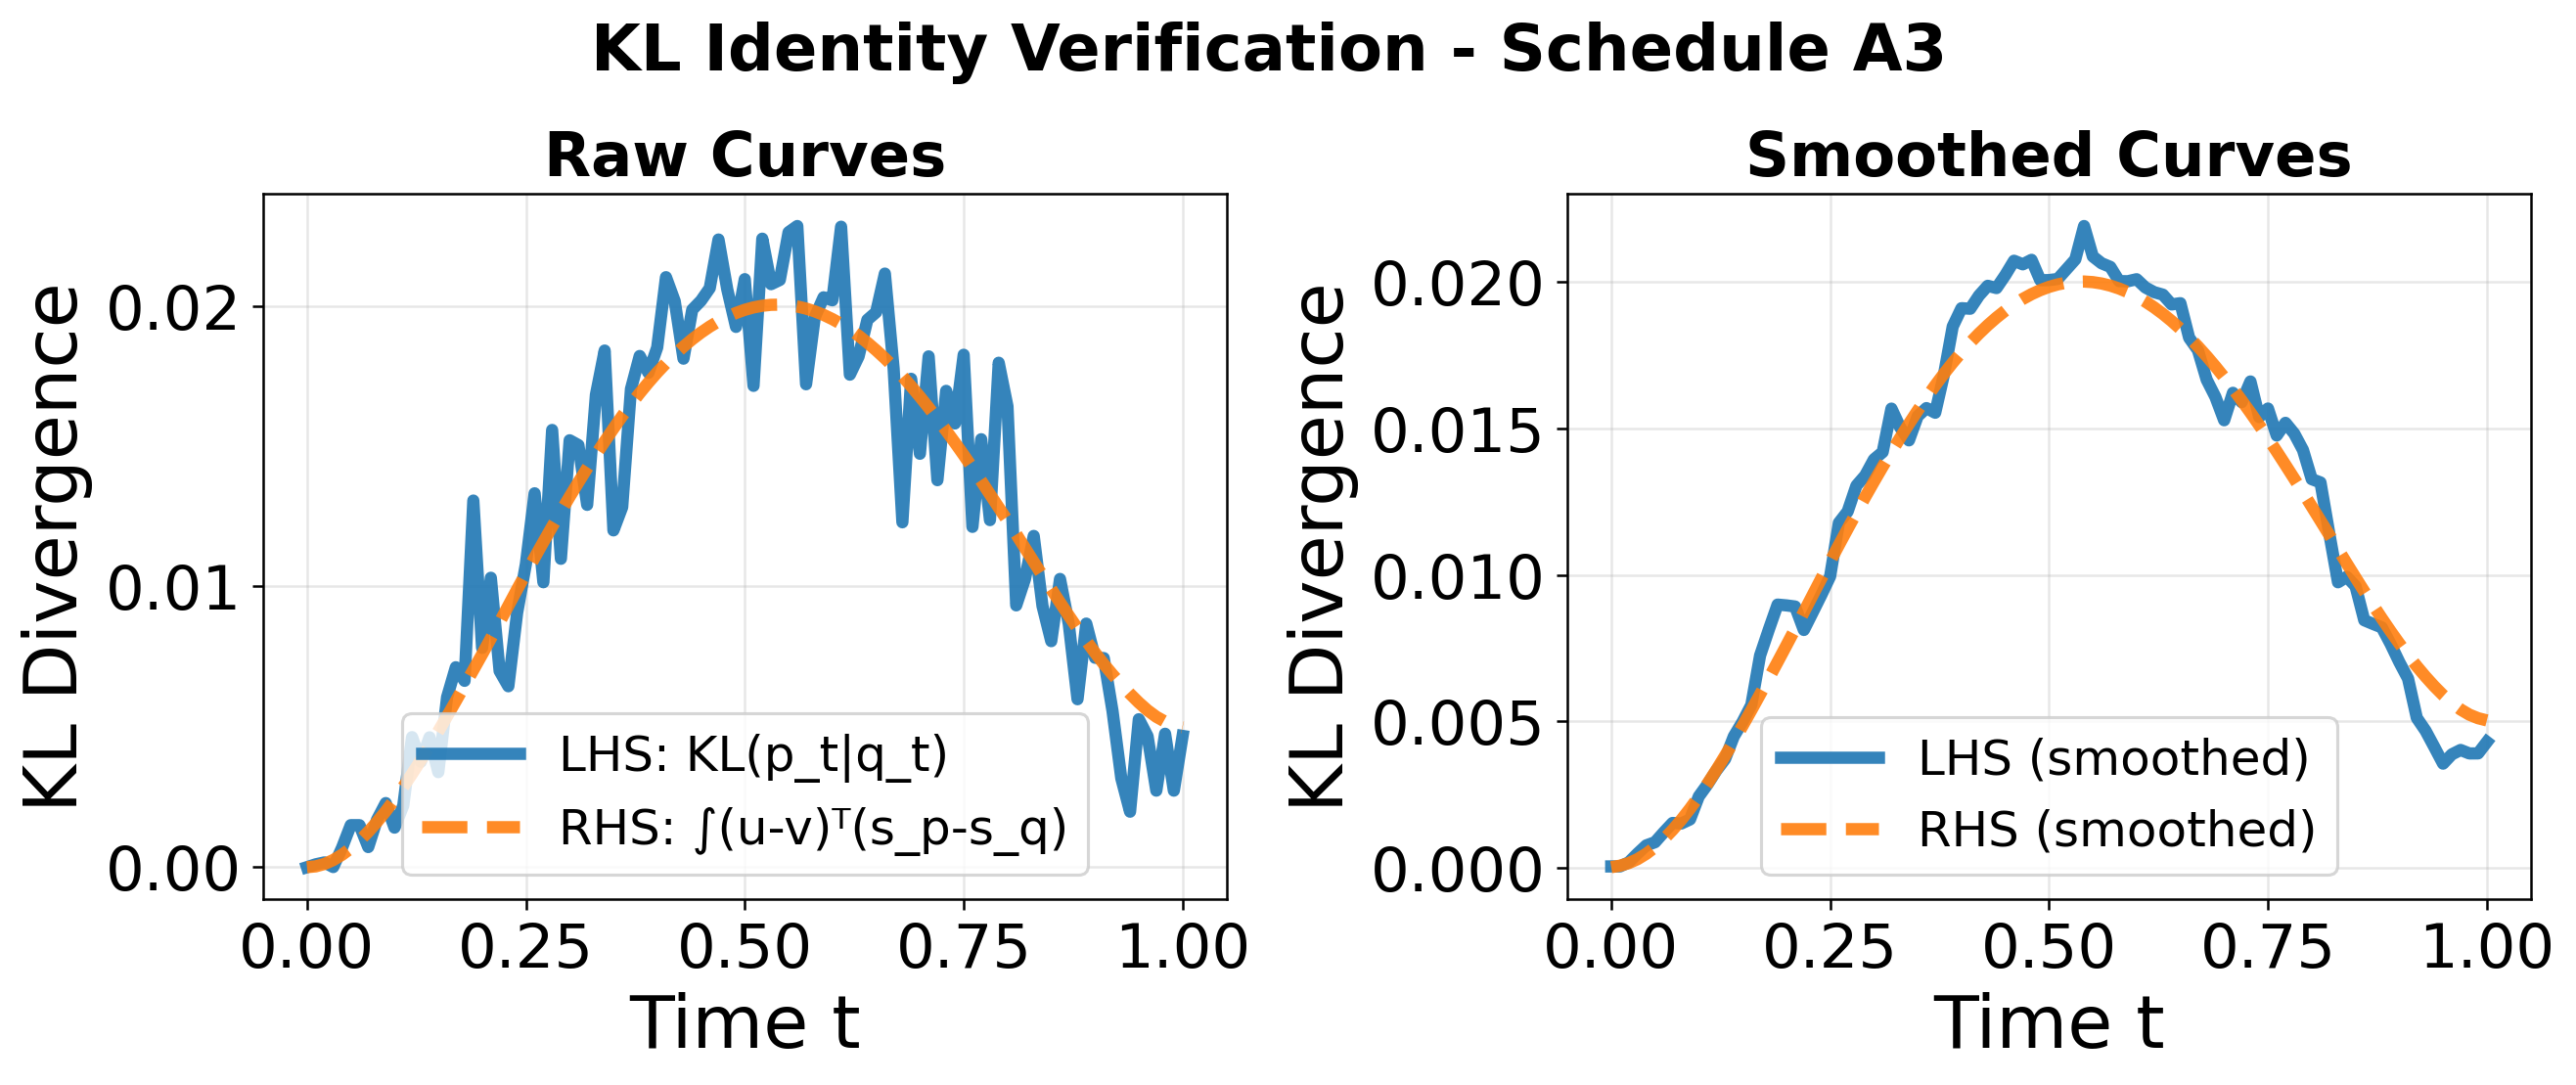 KL Identity Verification - Schedule A3
Raw Curves
KL Divergence
0.02
0.01
0.00
LHS: KL(p_t|q_t)
RHS: ∫(u-v)ᵀ(s_p-s_q)
0.00 0.25 0.50 0.75 1.00
Time t
Smoothed Curves
KL Divergence
0.020
0.015
0.010
0.005
0.000
LHS (smoothed)
RHS (smoothed)
0.00 0.25 0.50 0.75 1.00
Time t